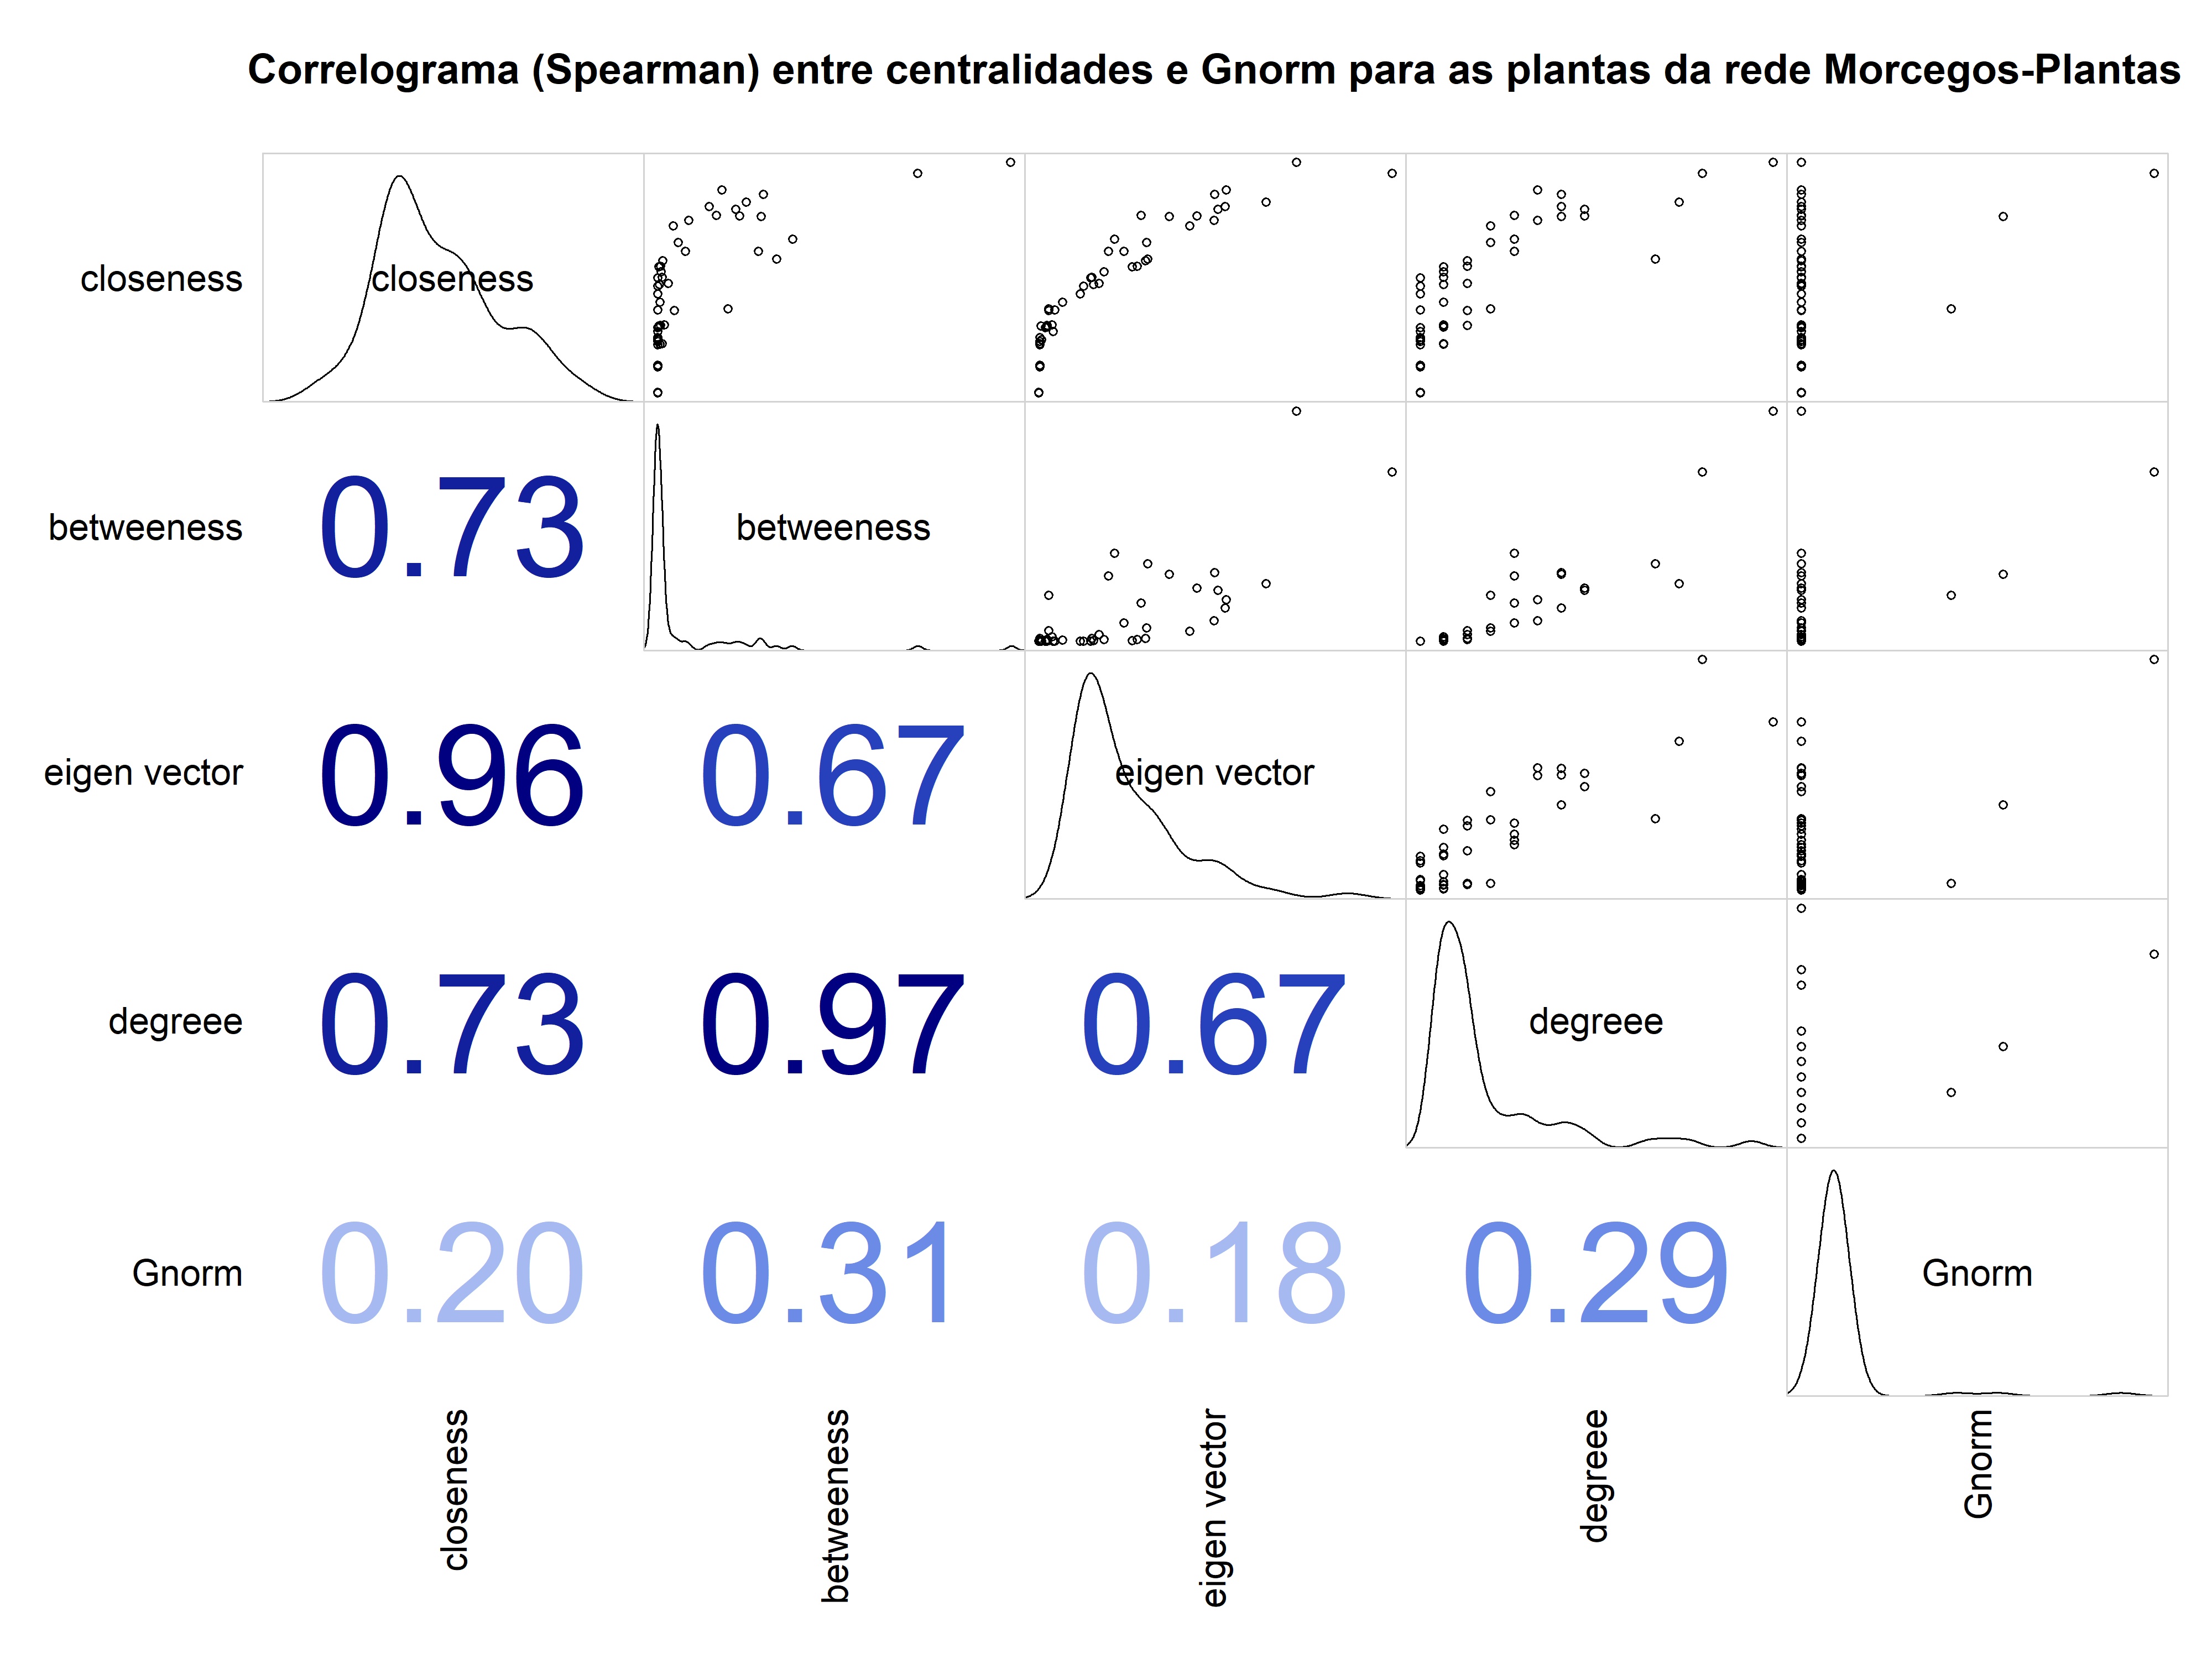 Correlograma (Spearman) entre centralidades e Gnorm para as plantas da rede Morcegos-Plantas
closeness closeness
betweeness 0.73 betweeness
eigen vector 0.96 0.67 eigen vector
degreee 0.73 0.97 0.67 degreee
Gnorm 0.20 0.31 0.18 0.29 Gnorm
closeness
betweeness
eigen vector
degreee
Gnorm